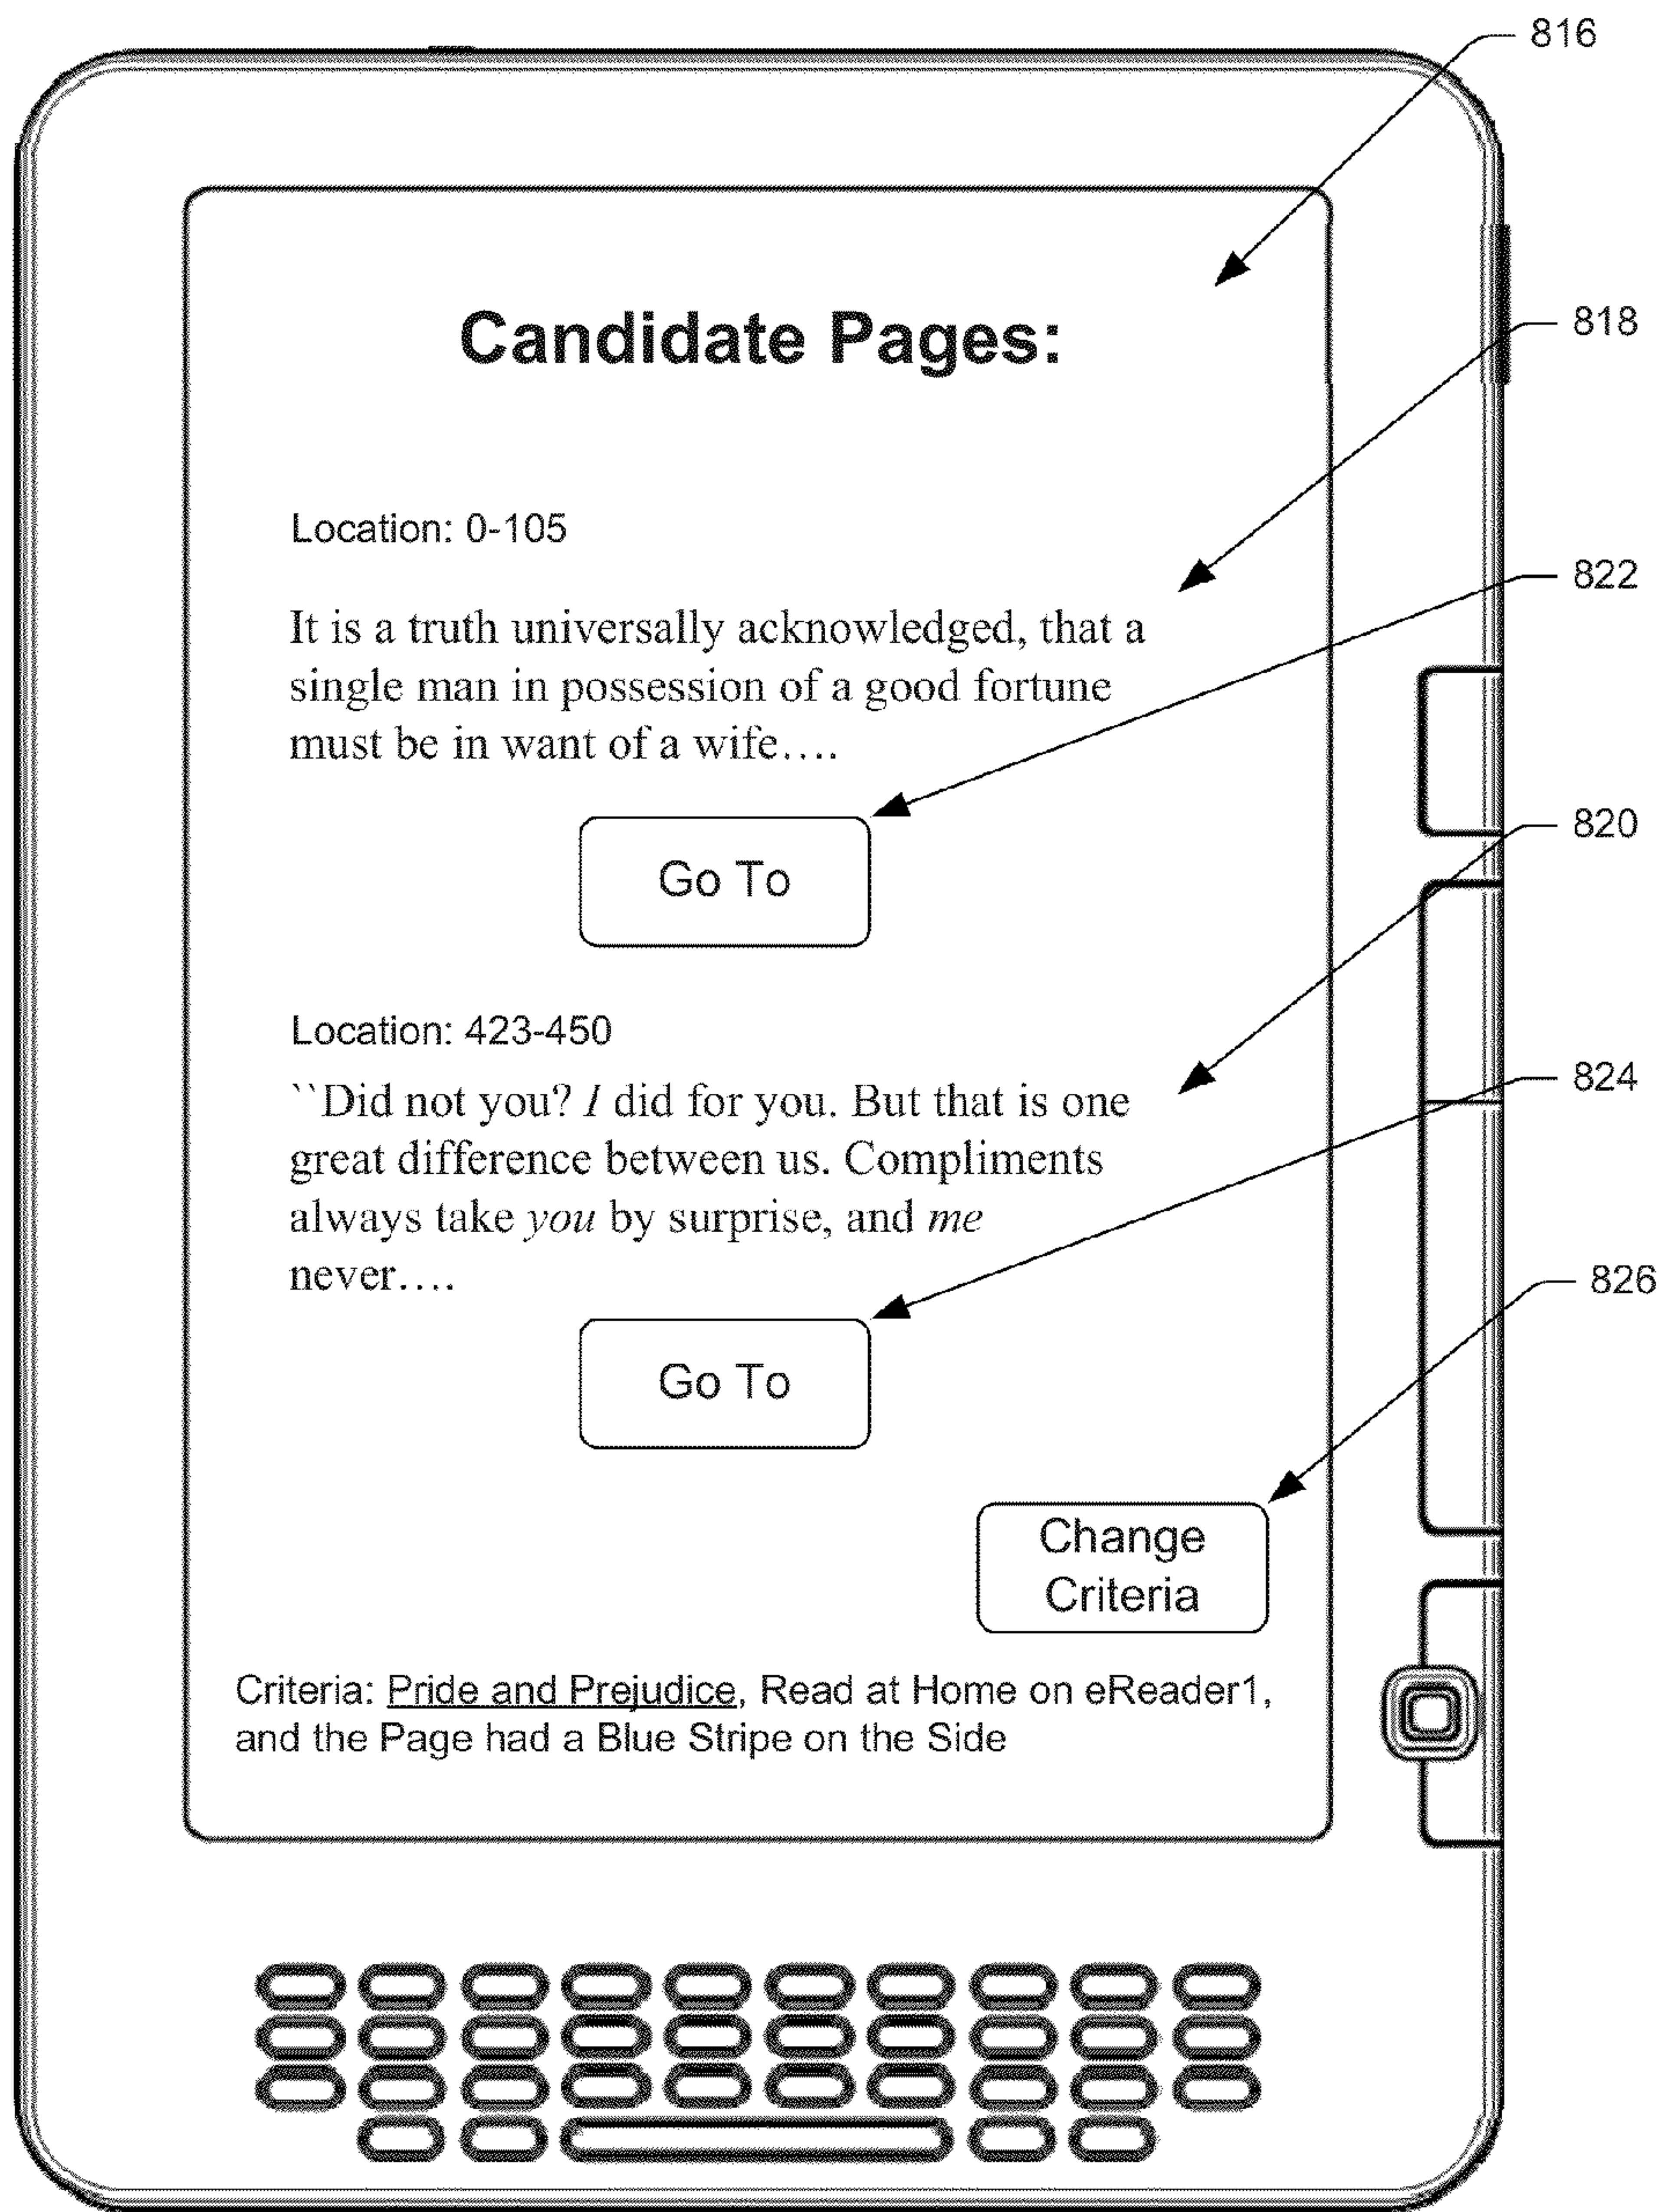 816
Candidate Pages:
818
Location: 0-105
822
It is a truth universally acknowledged, that a
single man in possession of a good fortune
must be in want of a wife....
820
Go To
Location: 423-450
824
``Did not you? I did for you. But that is one
great difference between us. Compliments
always take you by surprise, and me
never....
826
Go To
Change
Criteria
Criteria: Pride and Prejudice, Read at Home on eReader1,
and the Page had a Blue Stripe on the Side